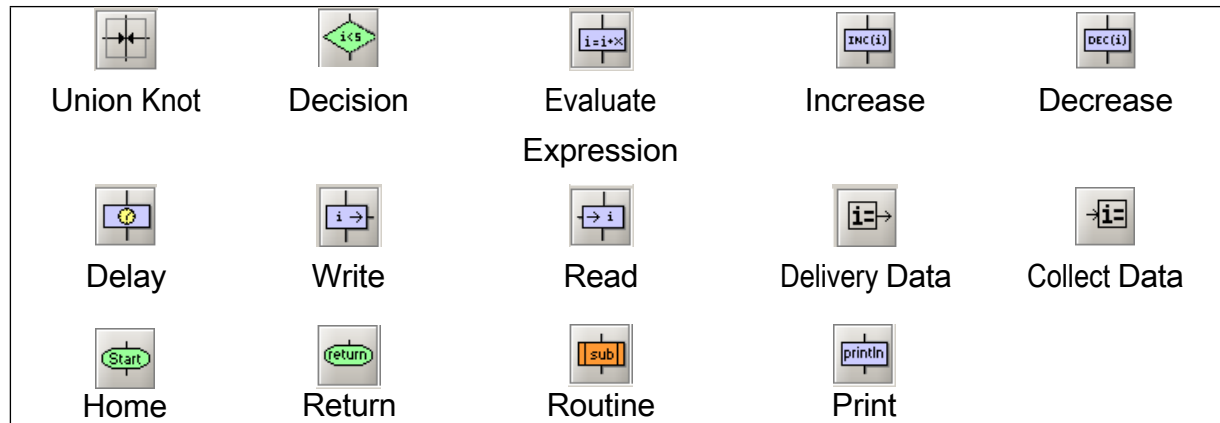 i<5 i=i+x INC(i) DEC(i)
Union Knot Decision Evaluate Increase Decrease
Expression
i → → i i=→ →i=
Delay Write Read Delivery Data Collect Data
Start return sub println
Home Return Routine Print